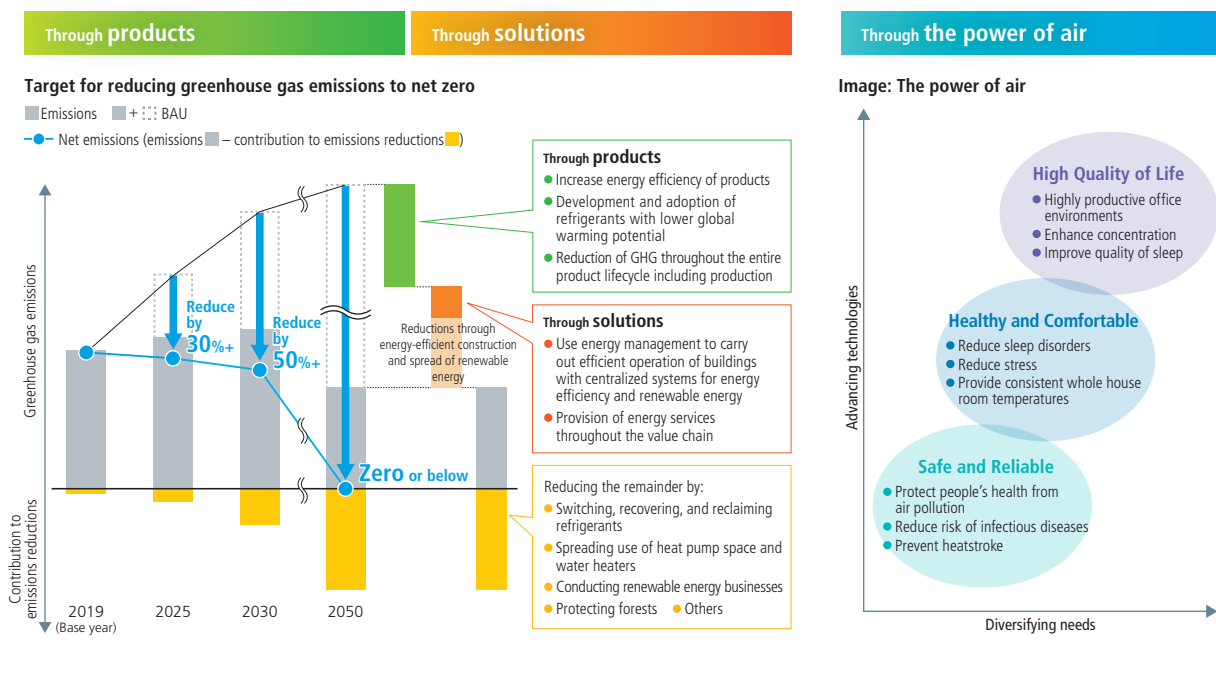 Through products
Through solutions
Through the power of air
Target for reducing greenhouse gas emissions to net zero
Emissions + BAU
Net emissions (emissions – contribution to emissions reductions )
Greenhouse gas emissions
Contribution to
emissions reductions
Reduce
by
30%+
Reduce
by
50%+
Zero or below
Reductions through
energy-efficient construction
and spread of renewable
energy
2019
(Base year)
2025
2030
2050
Through products
● Increase energy efficiency of products
● Development and adoption of
refrigerants with lower global
warming potential
● Reduction of GHG throughout the entire
product lifecycle including production
Through solutions
● Use energy management to carry
out efficient operation of buildings
with centralized systems for energy
efficiency and renewable energy
● Provision of energy services
throughout the value chain
Reducing the remainder by:
● Switching, recovering, and reclaiming
refrigerants
● Spreading use of heat pump space and
water heaters
● Conducting renewable energy businesses
● Protecting forests ● Others
Image: The power of air
Advancing technologies
High Quality of Life
● Highly productive office
environments
● Enhance concentration
● Improve quality of sleep
Healthy and Comfortable
● Reduce sleep disorders
● Reduce stress
● Provide consistent whole house
room temperatures
Safe and Reliable
● Protect people's health from
air pollution
● Reduce risk of infectious diseases
● Prevent heatstroke
Diversifying needs